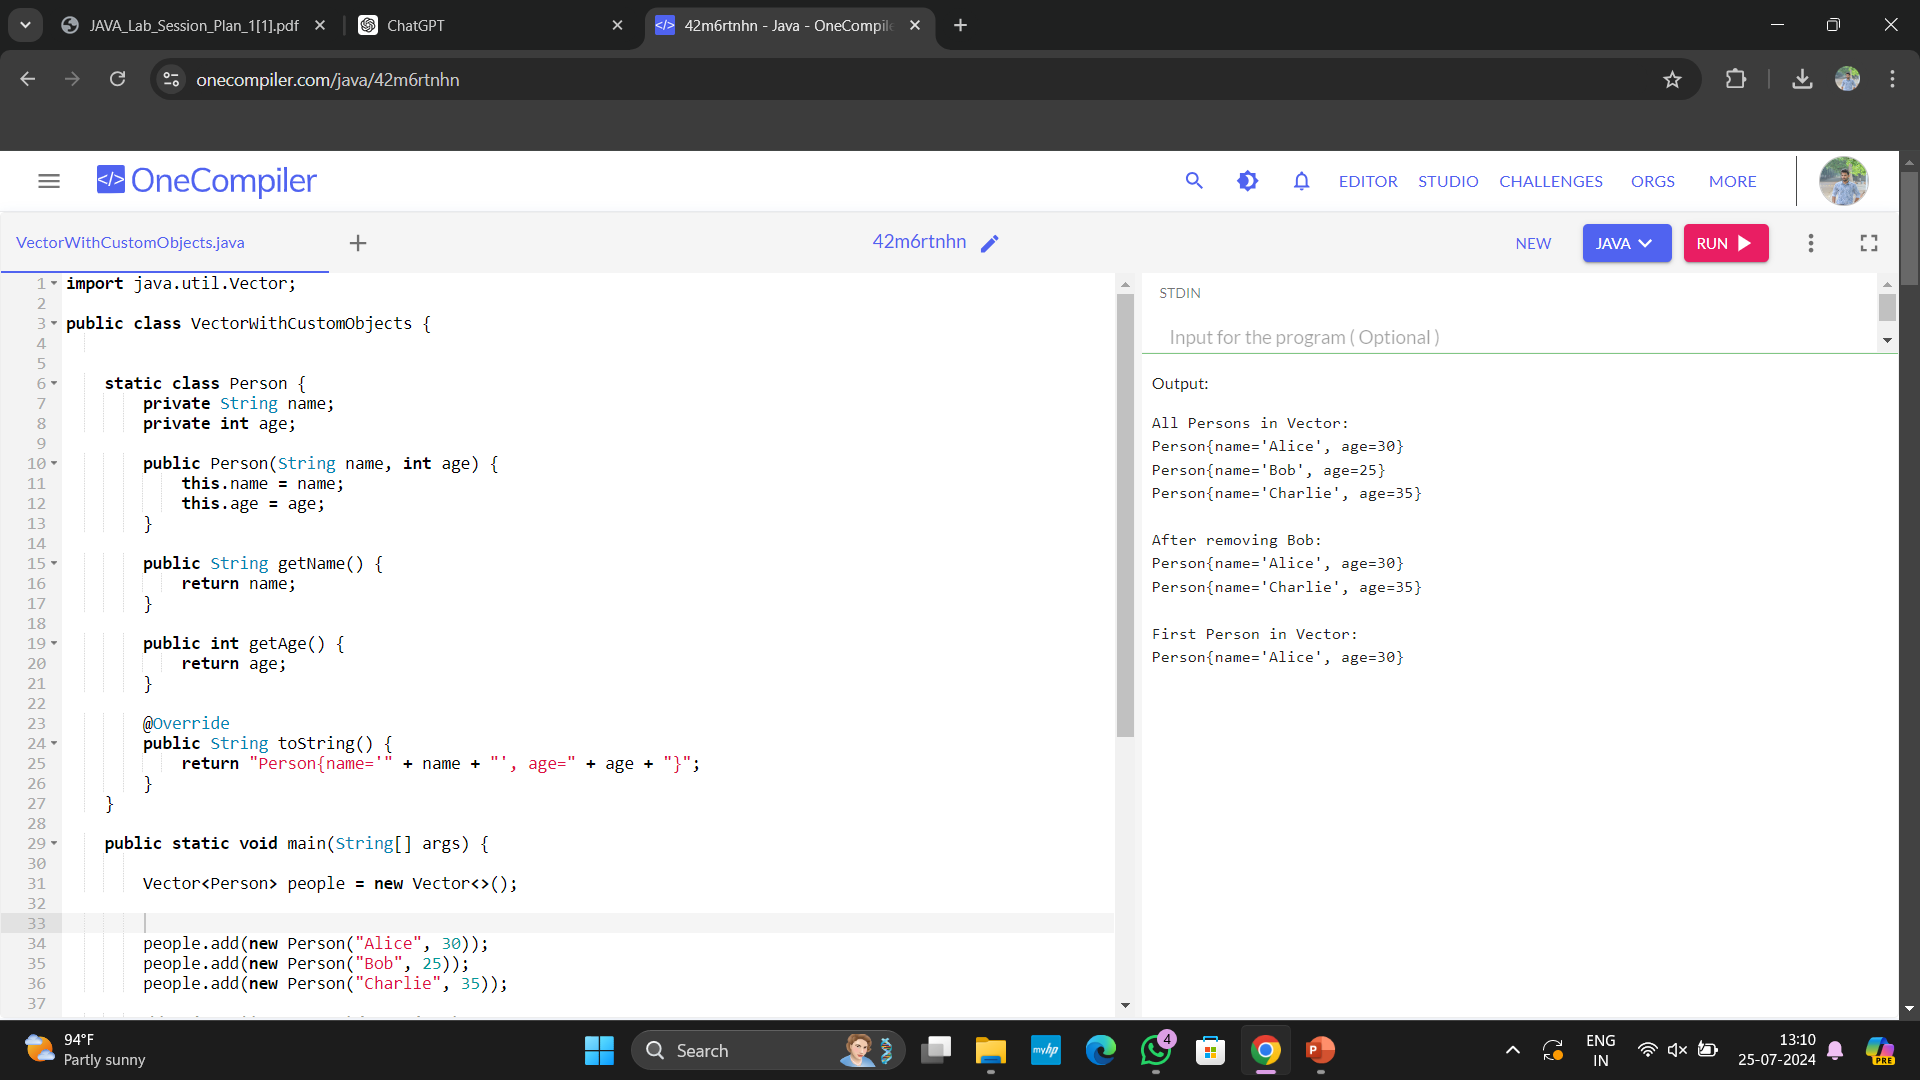 JAVA_Lab_Session_Plan_1[1].pdf
ChatGPT
42m6rtnhn - Java - OneCompile
onecompiler.com/java/42m6rtnhn
</> OneCompiler
EDITOR STUDIO CHALLENGES ORGS MORE
VectorWithCustomObjects.java
42m6rtnhn
NEW JAVA RUN
1 import java.util.Vector;
2
3 public class VectorWithCustomObjects {
4
5
6 static class Person {
7 private String name;
8 private int age;
9
10 public Person(String name, int age) {
11 this.name = name;
12 this.age = age;
13 }
14
15 public String getName() {
16 return name;
17 }
18
19 public int getAge() {
20 return age;
21 }
22
23 @Override
24 public String toString() {
25 return "Person{name='" + name + "', age=" + age + "}";
26 }
27 }
28
29 public static void main(String[] args) {
30
31 Vector<Person> people = new Vector<>();
32
33
34 people.add(new Person("Alice", 30));
35 people.add(new Person("Bob", 25));
36 people.add(new Person("Charlie", 35));
37
STDIN
Input for the program ( Optional )
Output:
All Persons in Vector:
Person{name='Alice', age=30}
Person{name='Bob', age=25}
Person{name='Charlie', age=35}
After removing Bob:
Person{name='Alice', age=30}
Person{name='Charlie', age=35}
First Person in Vector:
Person{name='Alice', age=30}
94°F
Partly sunny
Search
myhp
4
P
ENG
IN
13:10
25-07-2024
PRE